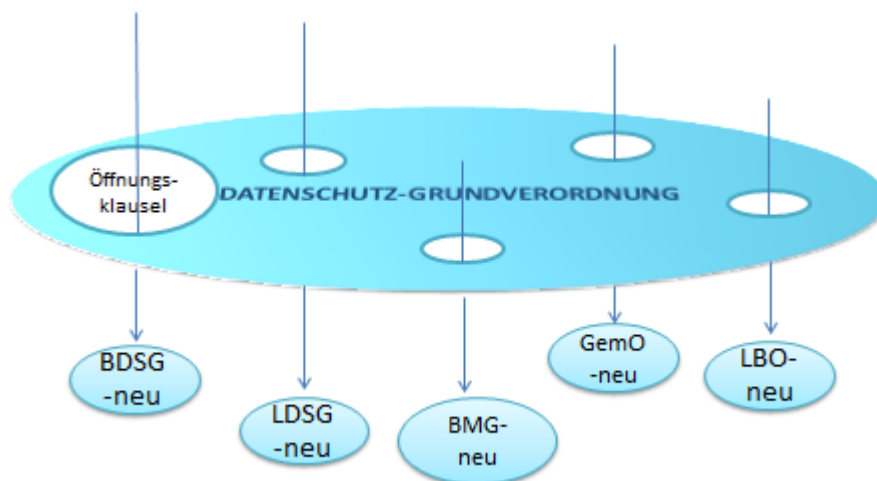 Öffnungs-
klausel
DATENSCHUTZ-GRUNDVERORDNUNG
BDSG
-neu
LDSG
-neu
BMG-
neu
GemO
-neu
LBO-
neu